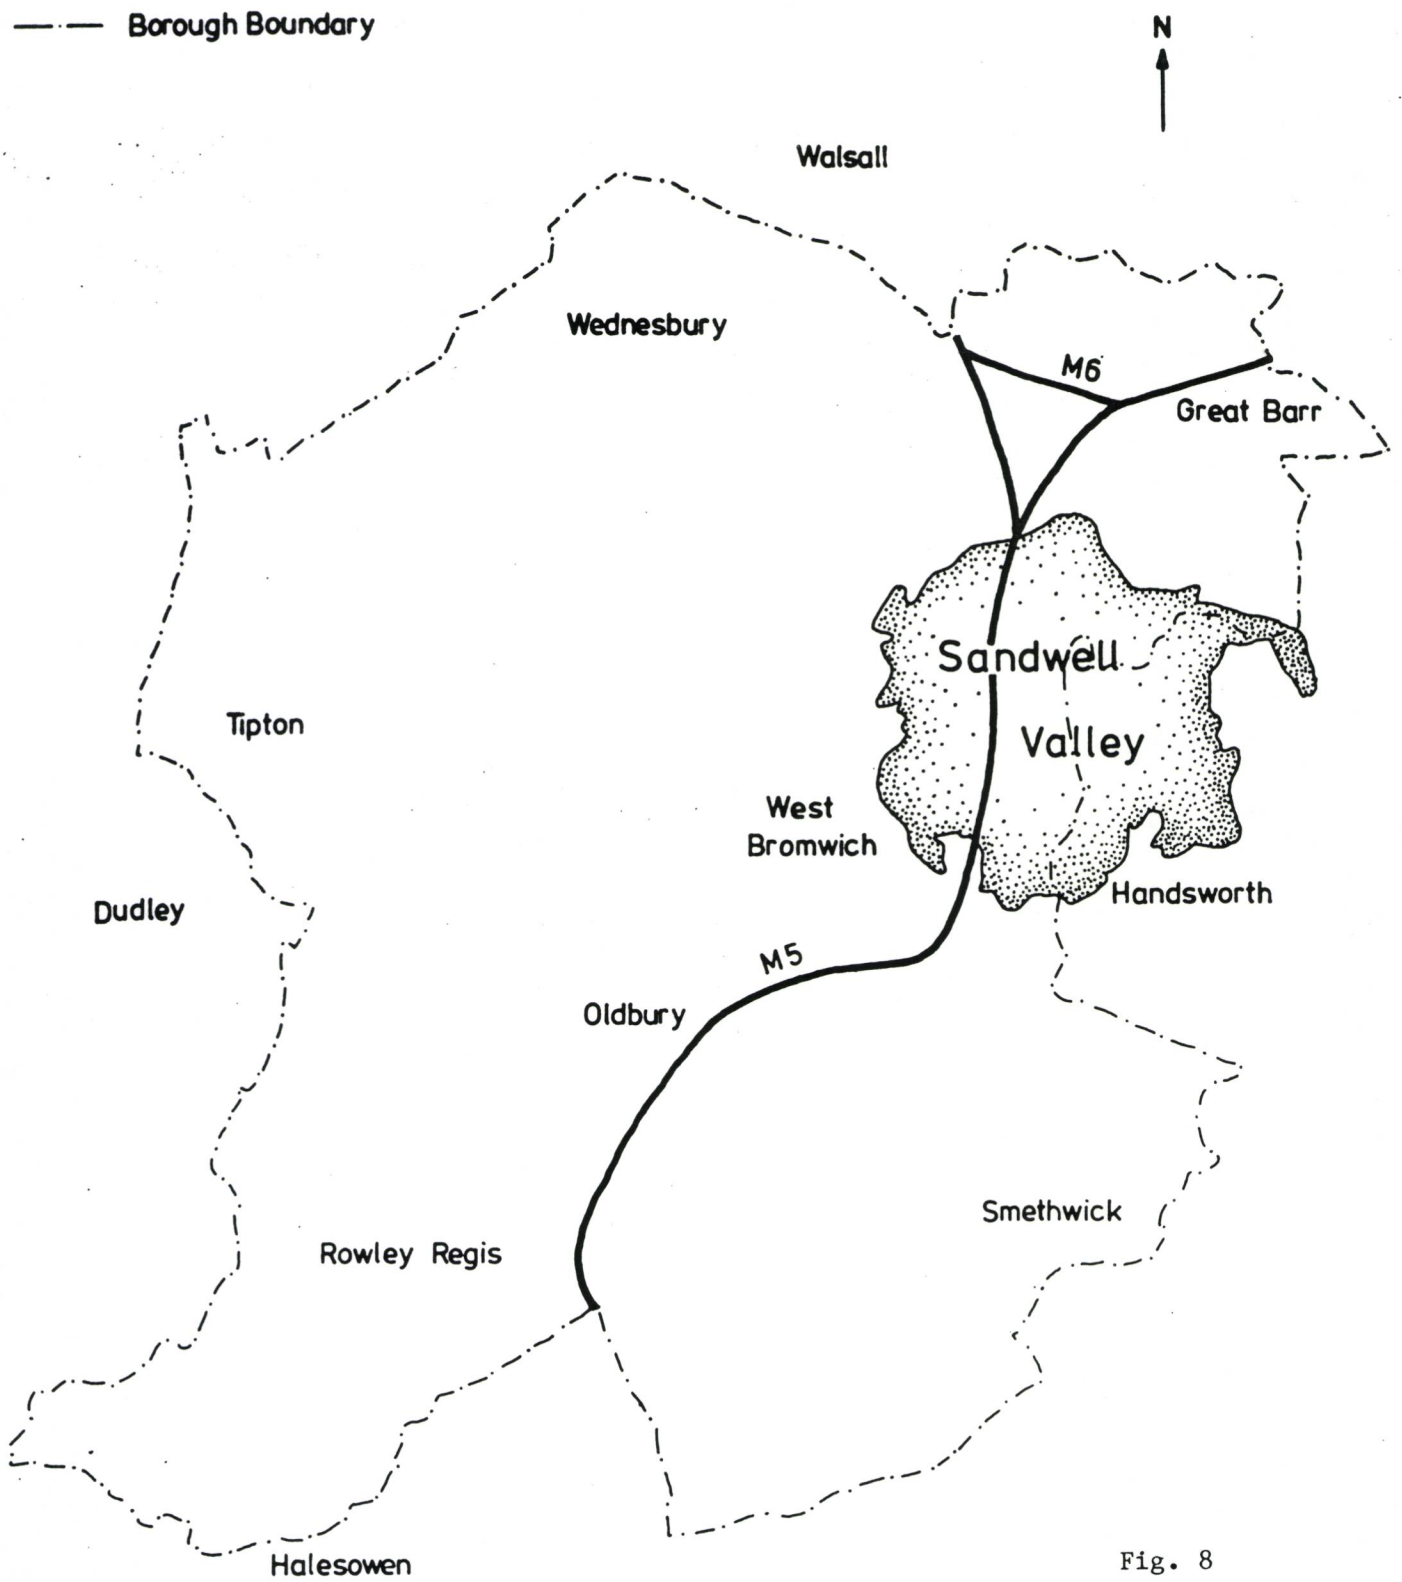 Borough Boundary
N
Walsall
Wednesbury
M6
Great Barr
Sandwell
Valley
Tipton
West
Bromwich
Handsworth
Dudley
M5
Oldbury
Smethwick
Rowley Regis
Halesowen
Fig. 8